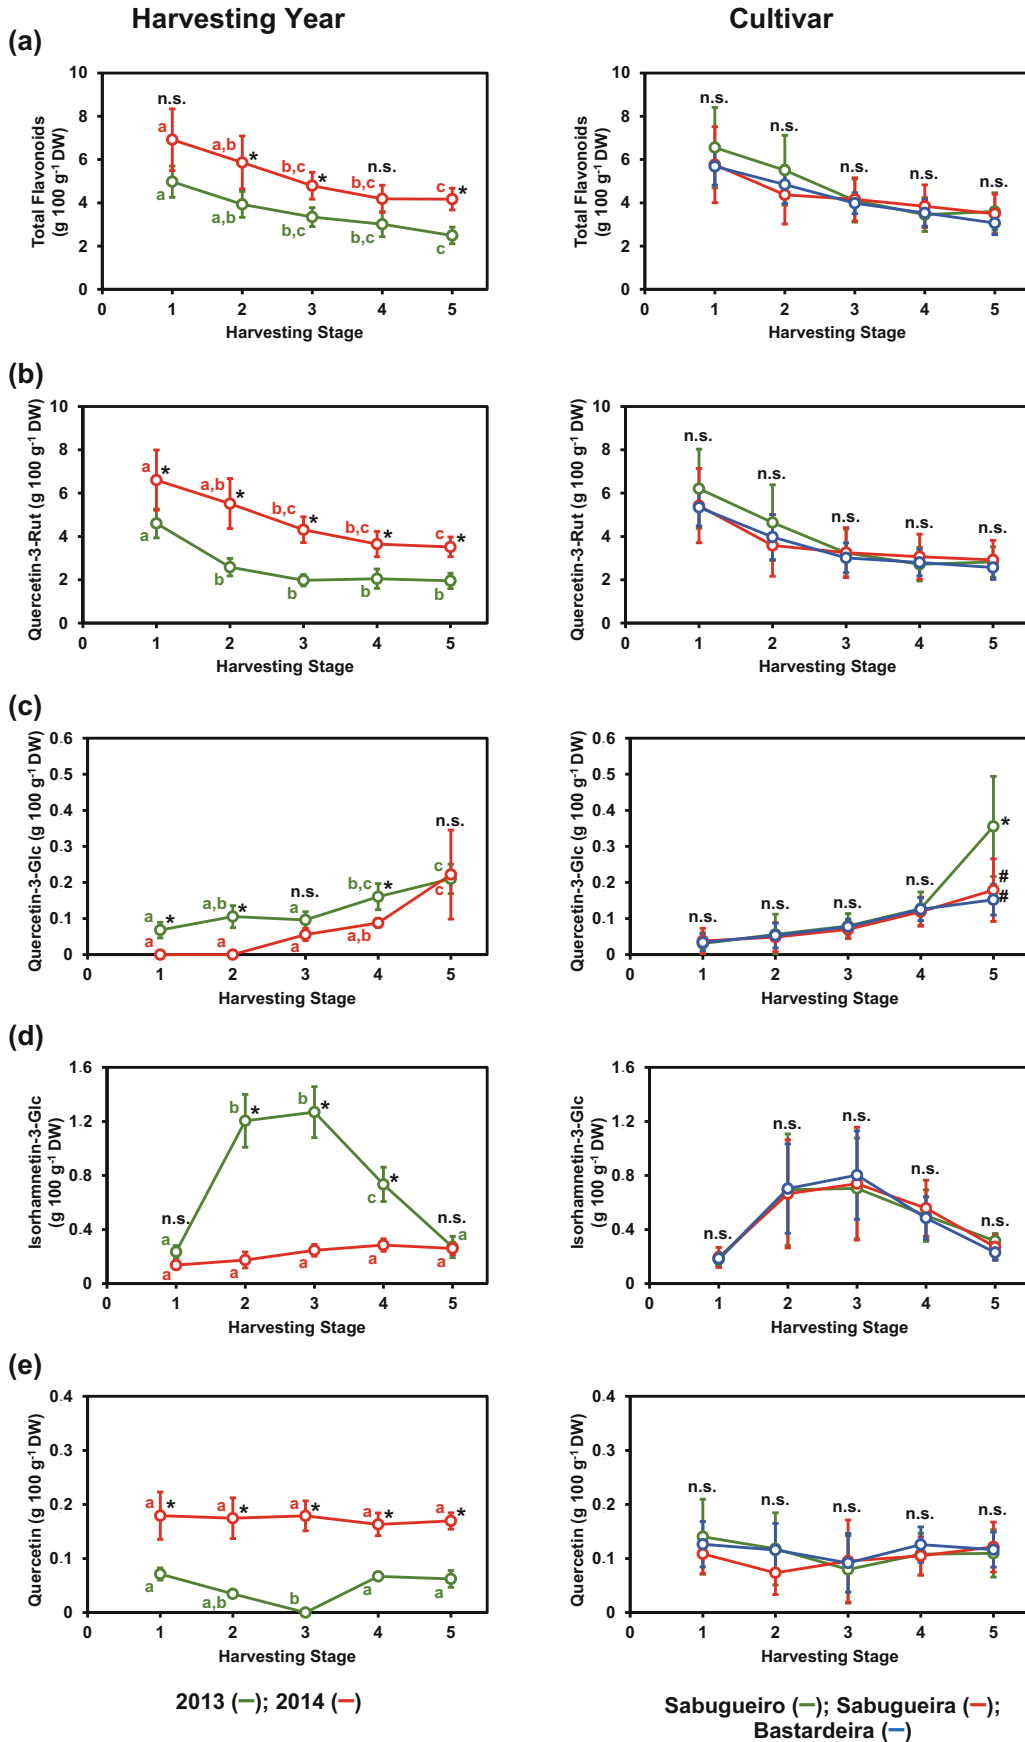 Harvesting Year
Cultivar
(a)
Total Flavonoids
(g 100 g-1 DW)
10
8
6
4
2
0
n.s.
a
a,b
*
b,c
*
n.s.
b,c
c
*
a
a,b
b,c
b,c
c
0
1
2
3
4
5
Harvesting Stage
Total Flavonoids
(g 100 g-1 DW)
10
8
6
4
2
0
n.s.
n.s.
n.s.
n.s.
n.s.
0
1
2
3
4
5
Harvesting Stage
(b)
Quercetin-3-Rut (g 100 g-1 DW)
10
8
6
4
2
0
a
*
a,b
*
b,c
*
b,c
*
c
*
a
b
b
b
b
0
1
2
3
4
5
Harvesting Stage
Quercetin-3-Rut (g 100 g-1 DW)
10
8
6
4
2
0
n.s.
n.s.
n.s.
n.s.
n.s.
0
1
2
3
4
5
Harvesting Stage
(c)
Quercetin-3-Glc (g 100 g-1 DW)
0.6
0.5
0.4
0.3
0.2
0.1
0
a
*
a,b
*
n.s.
a
b,c
*
n.s.
c
c
a
a
a
a,b
0
1
2
3
4
5
Harvesting Stage
Quercetin-3-Glc (g 100 g-1 DW)
0.6
0.5
0.4
0.3
0.2
0.1
0
n.s.
n.s.
n.s.
n.s.
*
#
#
0
1
2
3
4
5
Harvesting Stage
(d)
Isorhamnetin-3-Glc
(g 100 g-1 DW)
1.6
1.2
0.8
0.4
0
n.s.
a
b
*
b
*
*
c
n.s.
a
a
a
a
a
a
0
1
2
3
4
5
Harvesting Stage
Isorhamnetin-3-Glc
(g 100 g-1 DW)
1.6
1.2
0.8
0.4
0
n.s.
n.s.
n.s.
n.s.
n.s.
0
1
2
3
4
5
Harvesting Stage
(e)
Quercetin (g 100 g-1 DW)
0.4
0.3
0.2
0.1
0
a
*
a
*
a
*
a
*
a
*
a
a,b
b
a
a
0
1
2
3
4
5
Harvesting Stage
Quercetin (g 100 g-1 DW)
0.4
0.3
0.2
0.1
0
n.s.
n.s.
n.s.
n.s.
n.s.
0
1
2
3
4
5
Harvesting Stage
2013 (–); 2014 (–)
Sabugueiro (–); Sabugueira (–);
Bastardeira (–)